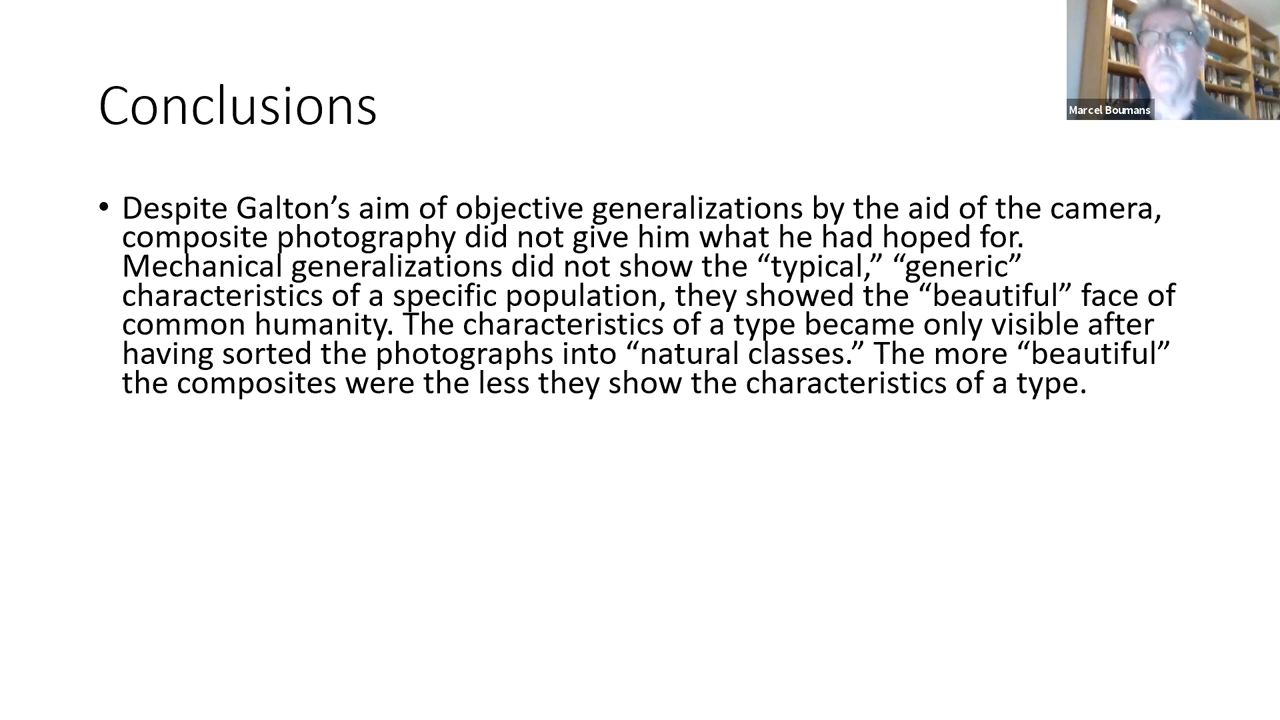 Conclusions
Marcel Boumans
• Despite Galton’s aim of objective generalizations by the aid of the camera,
composite photography did not give him what he had hoped for.
Mechanical generalizations did not show the “typical,” “generic”
characteristics of a specific population, they showed the “beautiful” face of
common humanity. The characteristics of a type became only visible after
having sorted the photographs into “natural classes.” The more “beautiful”
the composites were the less they show the characteristics of a type.